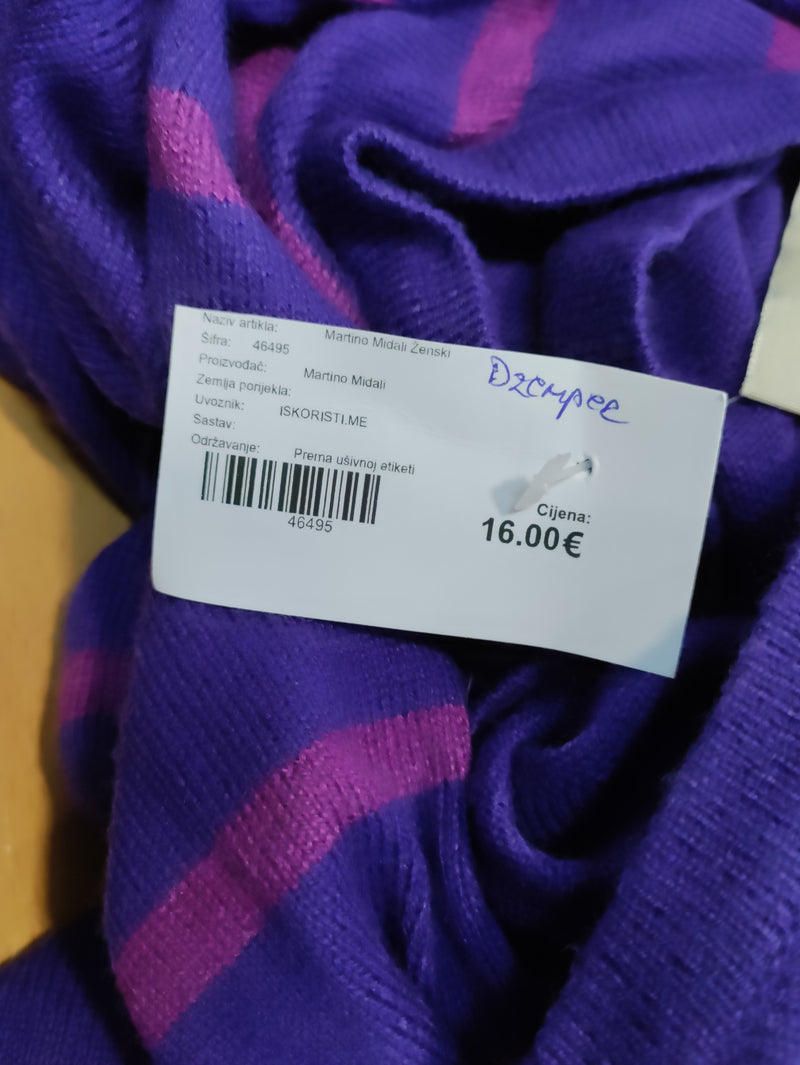 Naziv artikla: Martino Midali Ženski
Šifra: 46495
Proizvođač: Martino Midali
Zemlja porijekla:
Uvoznik: ISKORISTI.ME
Sastav:
Održavanje: Prema ušivnoj etiketi
46495
Džemper
Cijena:
16.00€